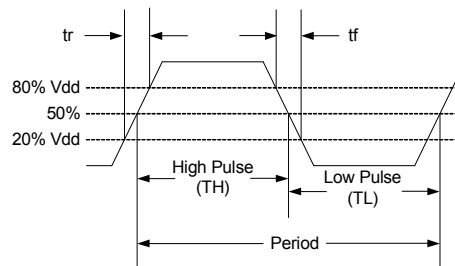 tr
tf
80% Vdd
50%
20% Vdd
High Pulse
(TH)
Low Pulse
(TL)
Period